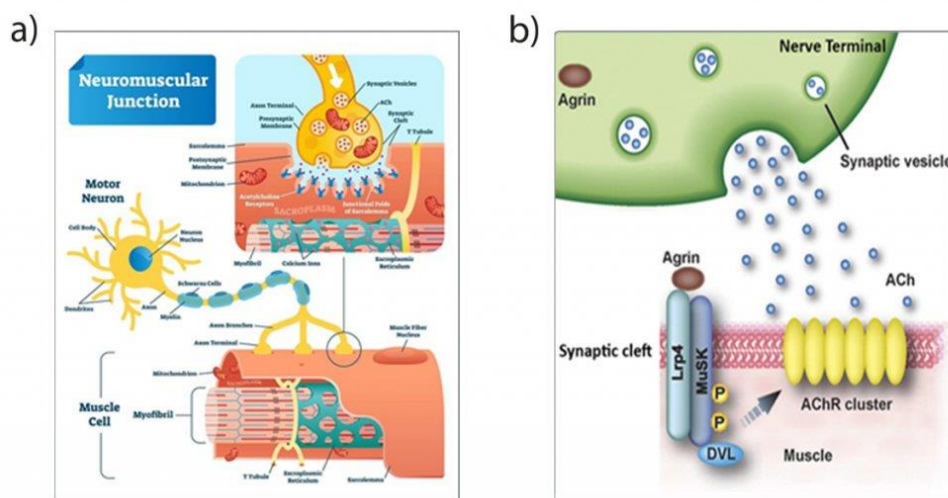 a)
Neuromuscular
Junction
Synaptic Vesicles
ACh
Axon Terminal
Presynaptic
Membrane
Synaptic
Cleft
T Tubule
Sarcolemma
Postsynaptic
Membrane
Mitochondrion
Acetylcholine
Receptors
Junctional Folds
of Sarcolemma
SACROPLASM
Myofibril
Calcium Ions
Sacroplasmic
Reticulum
Motor
Neuron
Cell Body
Neuron
Nucleus
Schwann Cells
Dendrites
Axon
Myelin
Axon Branches
Axon Terminal
Muscle Fiber
Nucleus
Mitochondrion
Muscle
Cell
Myofibril
T Tubule
Sacroplasmic
Reticulum
Sarcolemma
b)
Nerve Terminal
Agrin
Synaptic vesicle
Agrin
ACh
Synaptic cleft
Lrp4
MuSK
P
P
AChR cluster
DVL
Muscle